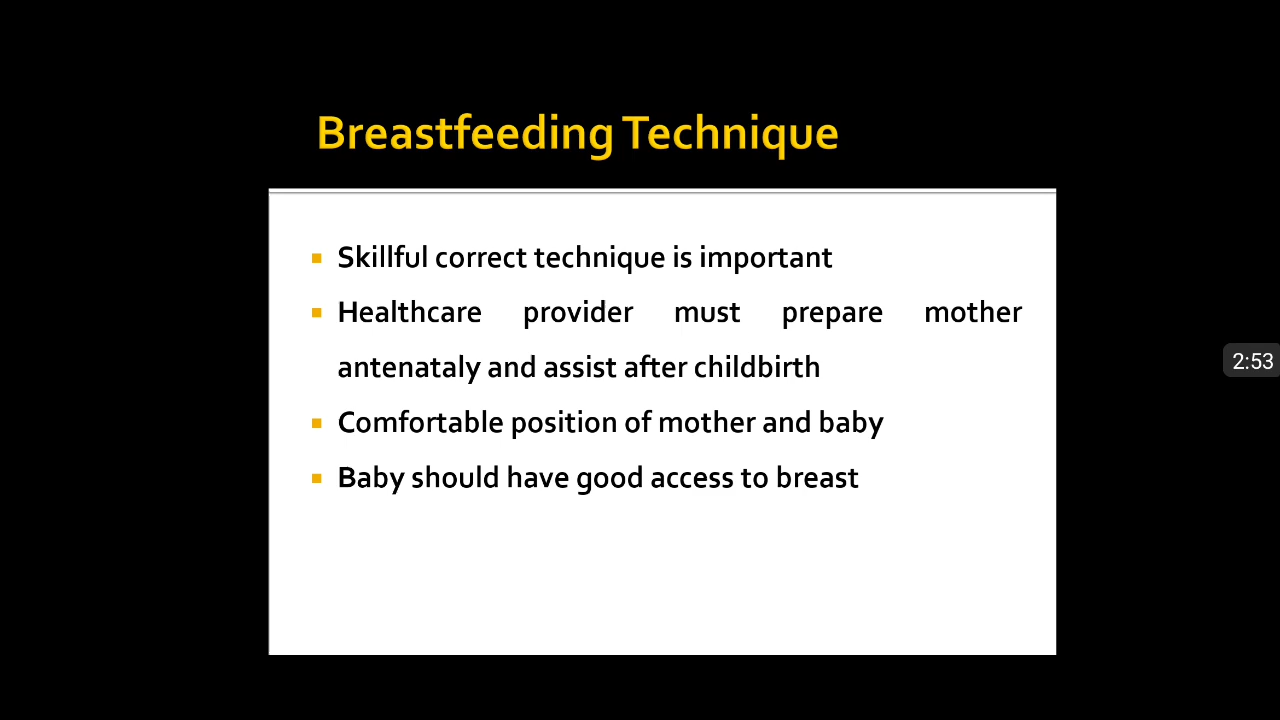 Breastfeeding Technique
Skillful correct technique is important
Healthcare provider must prepare mother
antenataly and assist after childbirth
Comfortable position of mother and baby
Baby should have good access to breast
2:53